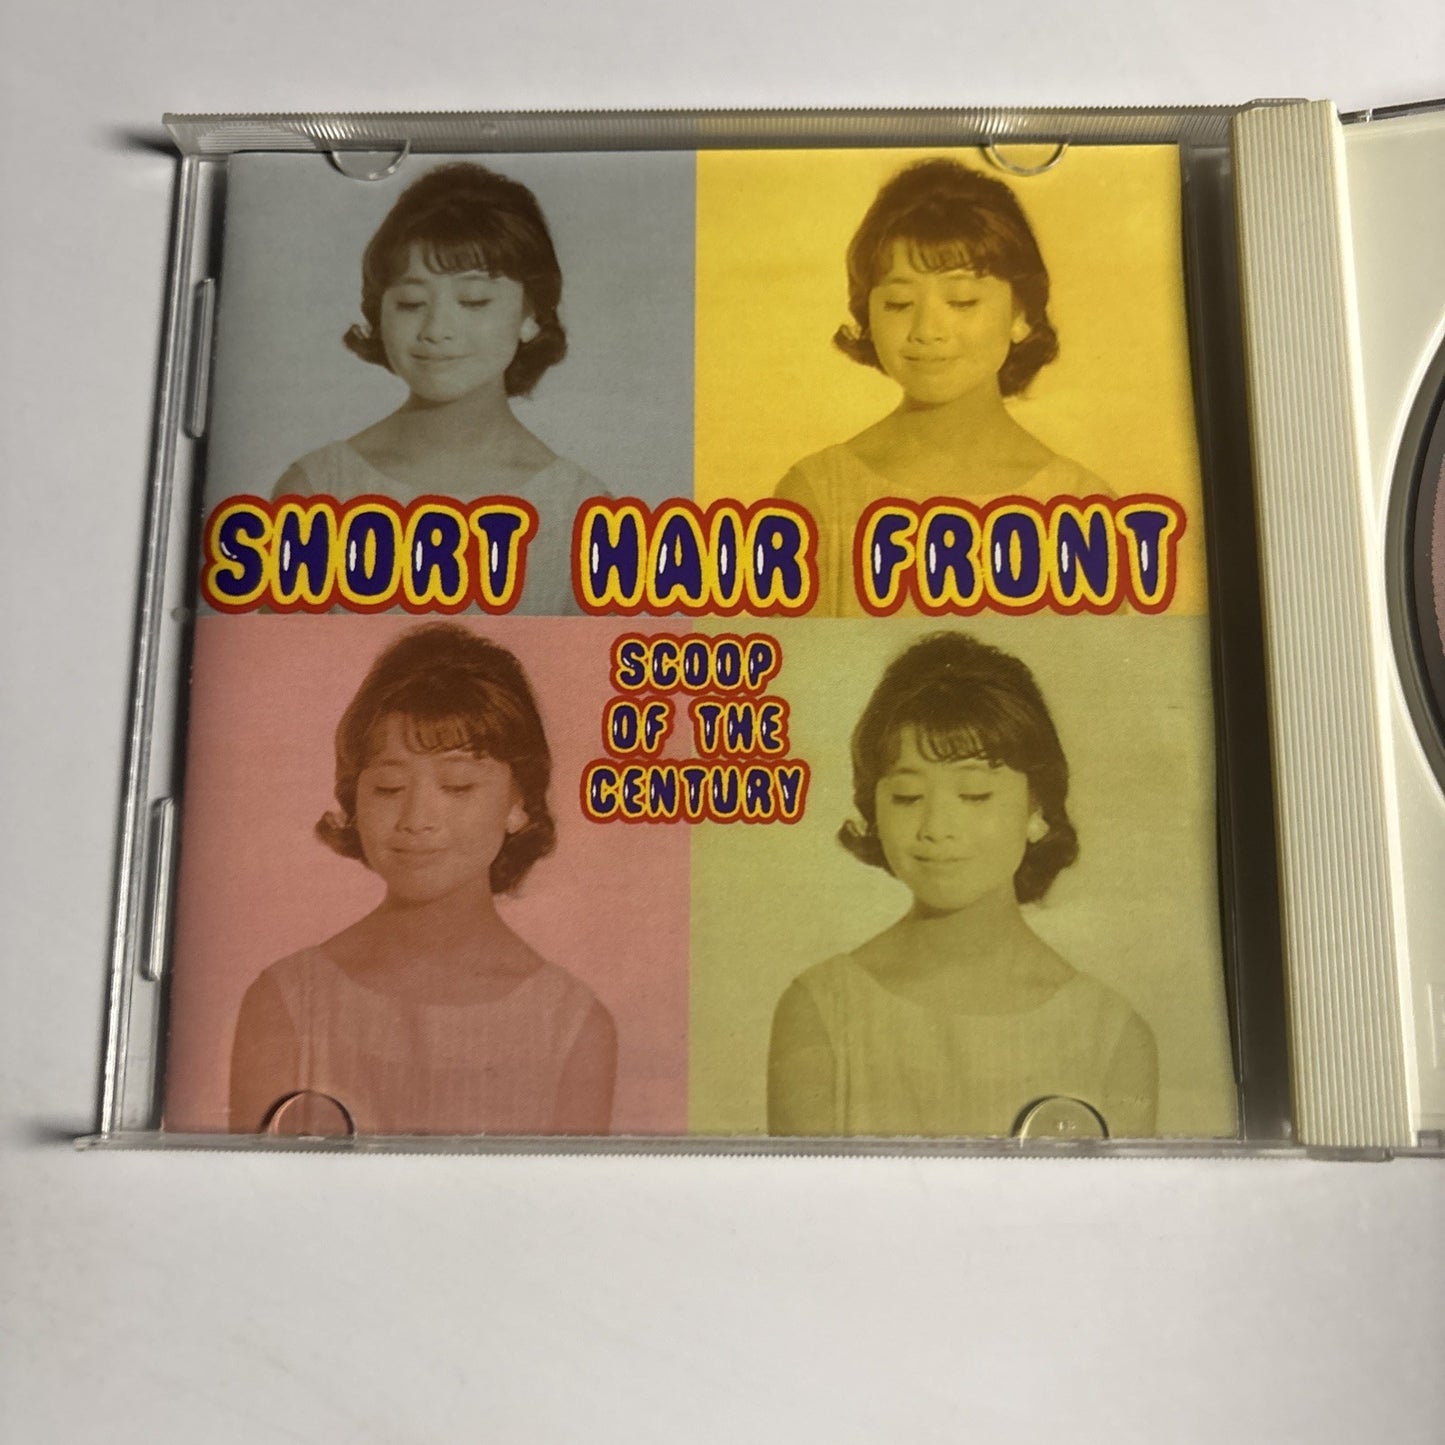 SHORT HAIR FRONT
SCOOP
OF THE
CENTURY